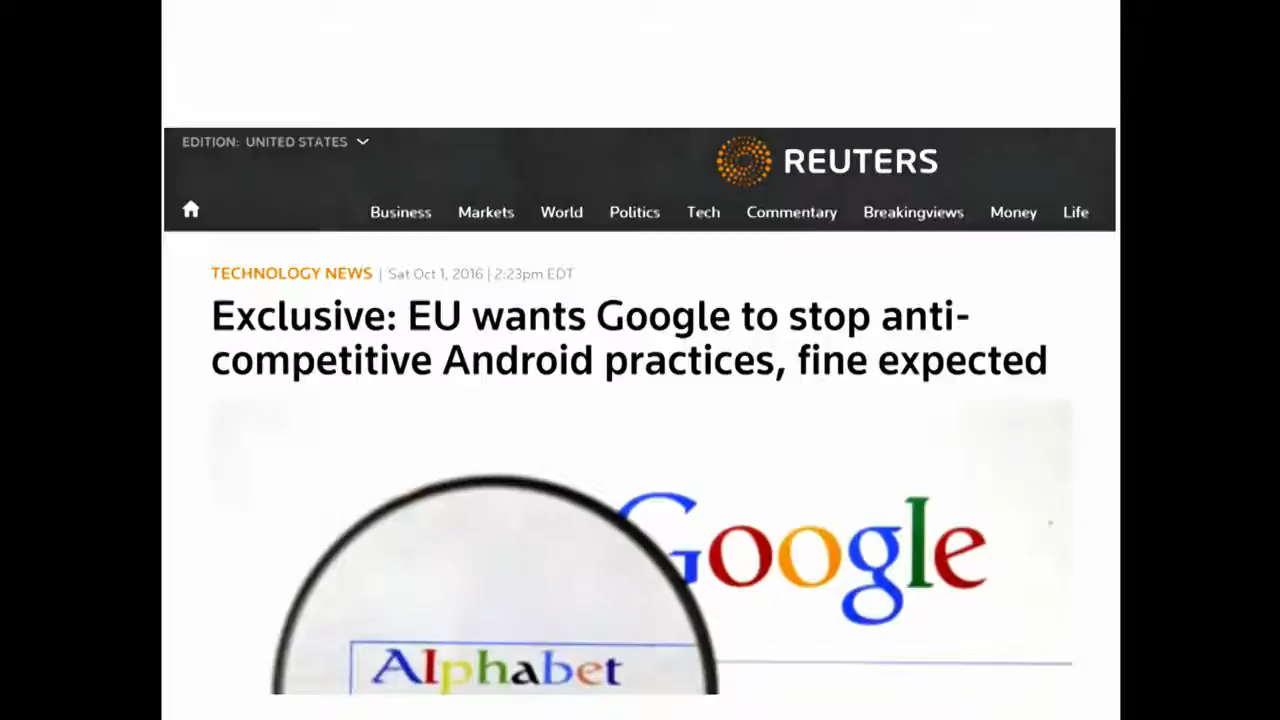 EDITION: UNITED STATES
REUTERS
Business Markets World Politics Tech Commentary Breakingviews Money Life
TECHNOLOGY NEWS | Sat Oct 1, 2016 | 2:23pm EDT
Exclusive: EU wants Google to stop anti-
competitive Android practices, fine expected
Google
Alphabet